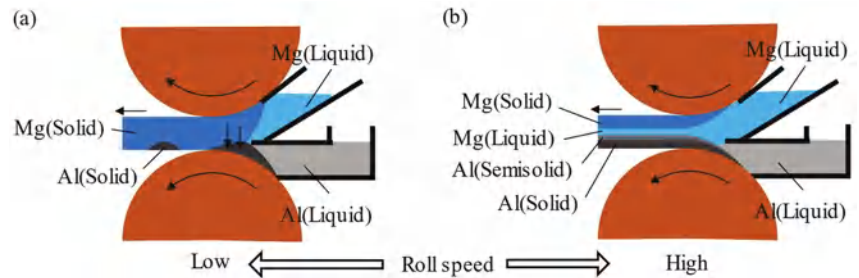 (a)
Mg(Liquid)
Mg(Solid)
Al(Solid)
Al(Liquid)
(b)
Mg(Liquid)
Mg(Solid)
Mg(Liquid)
Al(Semisolid)
Al(Solid)
Al(Liquid)
Low
Roll speed
High